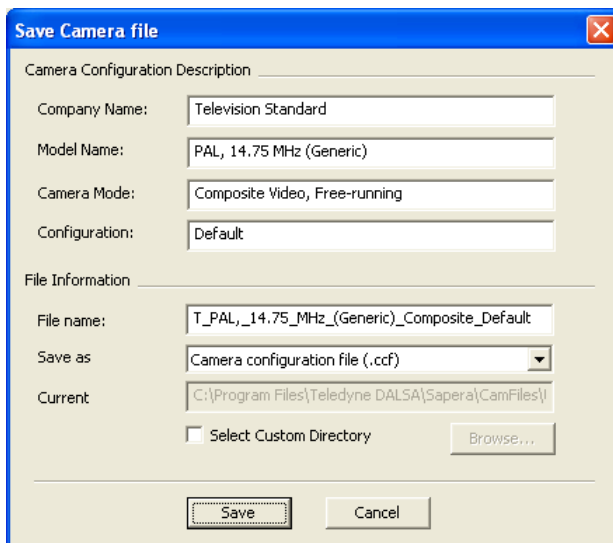 Save Camera file
Camera Configuration Description
Company Name: Television Standard
Model Name: PAL, 14.75 MHz (Generic)
Camera Mode: Composite Video, Free-running
Configuration: Default
File Information
File name: T_PAL,_14.75_MHz_(Generic)_Composite_Default
Save as Camera configuration file (.ccf)
Current C:\Program Files\Teledyne DALSA\Sapera\CamFiles\
Select Custom Directory Browse...
Save Cancel